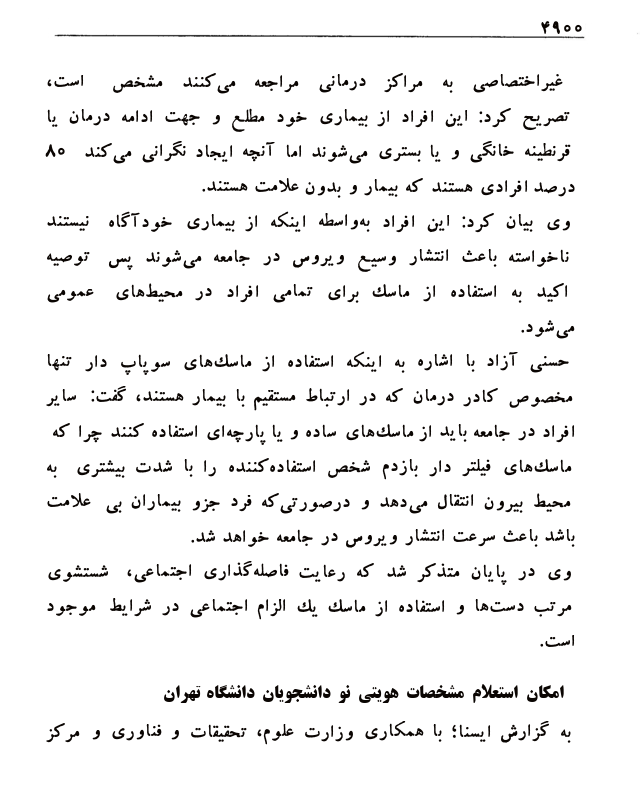 ۴۹۰۰
غیراختصاصی به مراکز درمانی مراجعه می‌کنند مشخص است،
تصریح کرد: این افراد از بیماری خود مطلع و جهت ادامه درمان یا
قرنطینه خانگی و یا بستری می‌شوند اما آنچه ایجاد نگرانی می‌کند ۸۰
درصد افرادی هستند که بیمار و بدون علامت هستند.
وی بیان کرد: این افراد به‌واسطه اینکه از بیماری خودآگاه نیستند
ناخواسته باعث انتشار وسیع ویروس در جامعه می‌شوند پس توصیه
اکید به استفاده از ماسك برای تمامی افراد در محیط‌های عمومی
می‌شود.
حسنی آزاد با اشاره به اینکه استفاده از ماسك‌های سوپاپ دار تنها
مخصوص کادر درمان که در ارتباط مستقیم با بیمار هستند، گفت: سایر
افراد در جامعه باید از ماسك‌های ساده و یا پارچه‌ای استفاده کنند چرا که
ماسك‌های فیلتر دار بازدم شخص استفاده‌کننده را با شدت بیشتری به
محیط بیرون انتقال می‌دهد و درصورتی‌که فرد جزو بیماران بی علامت
باشد باعث سرعت انتشار ویروس در جامعه خواهد شد.
وی در پایان متذکر شد که رعایت فاصله‌گذاری اجتماعی، شستشوی
مرتب دست‌ها و استفاده از ماسك یك الزام اجتماعی در شرایط موجود
است.
امکان استعلام مشخصات هویتی نو دانشجویان دانشگاه تهران
به گزارش ایسنا؛ با همکاری وزارت علوم، تحقیقات و فناوری و مرکز